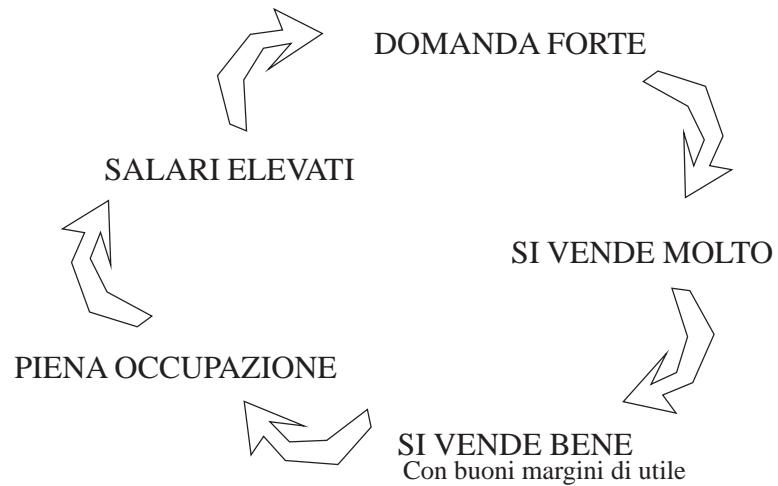 DOMANDA FORTE
SI VENDE MOLTO
SI VENDE BENE
Con buoni margini di utile
PIENA OCCUPAZIONE
SALARI ELEVATI